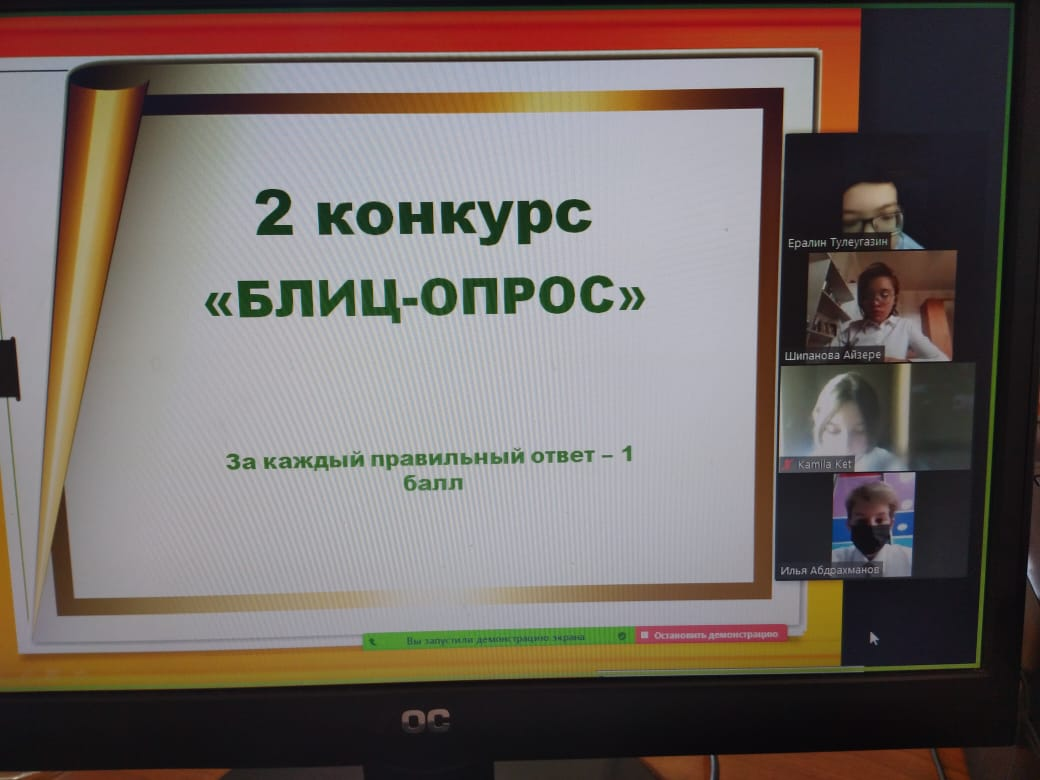 2 конкурс
«БЛИЦ-ОПРОС»
За каждый правильный ответ – 1
балл
Ералин Тулеугазин
Шипанова Айзере
Kamila Ket
Илья Абдрахманов
Вы запустили демонстрацию экрана
Остановить демонстрацию
OC